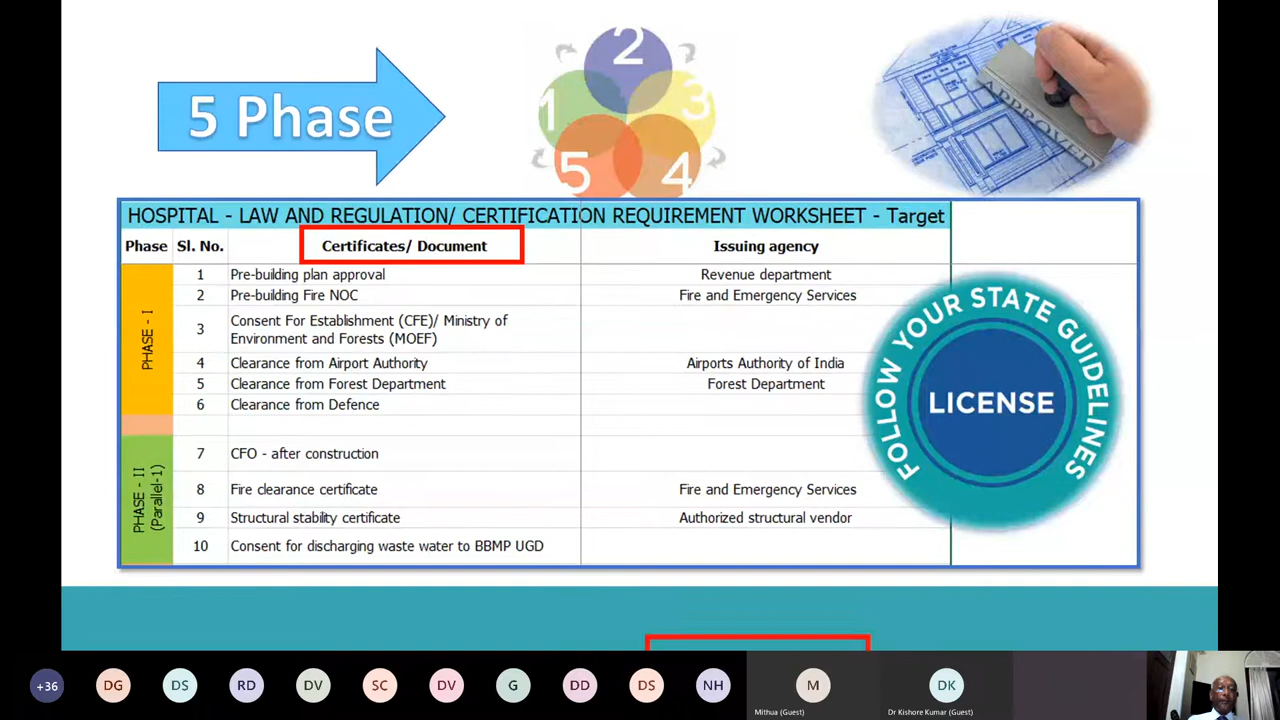 5 Phase
1
2
3
4
5
APPROVED
HOSPITAL - LAW AND REGULATION/ CERTIFICATION REQUIREMENT WORKSHEET - Target
Phase Sl. No. Certificates/ Document Issuing agency
PHASE - I
1 Pre-building plan approval Revenue department
2 Pre-building Fire NOC Fire and Emergency Services
3 Consent For Establishment (CFE)/ Ministry of
Environment and Forests (MOEF)
4 Clearance from Airport Authority Airports Authority of India
5 Clearance from Forest Department Forest Department
6 Clearance from Defence
PHASE - II
(Parallel-1)
7 CFO - after construction
8 Fire clearance certificate Fire and Emergency Services
9 Structural stability certificate Authorized structural vendor
10 Consent for discharging waste water to BBMP UGD
FOLLOW YOUR STATE GUIDELINES
LICENSE
+36 DG DS RD DV SC DV G DD DS NH M DK
Mithua (Guest) Dr Kishore Kumar (Guest)